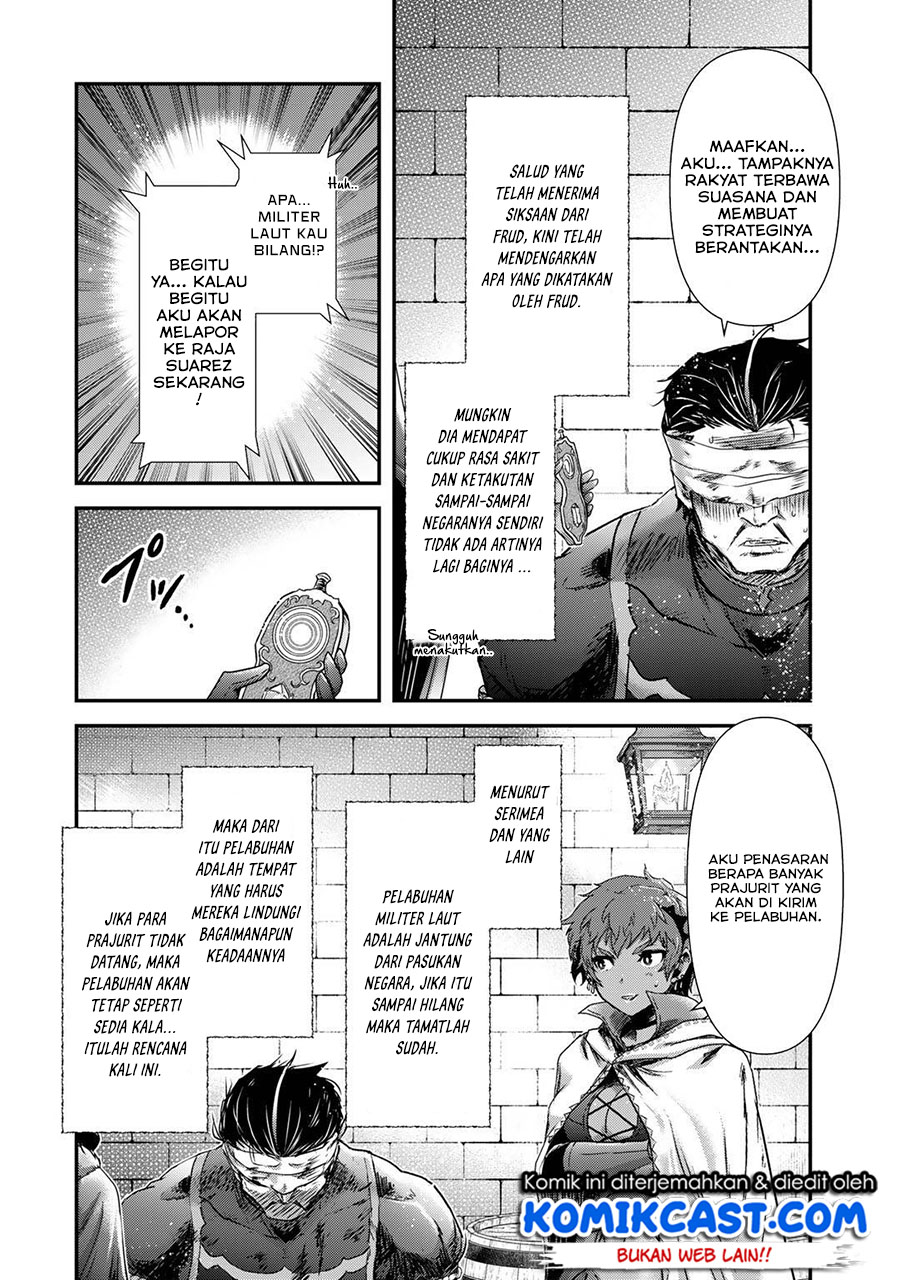 MAAFKAN...
AKU... TAMPAKNYA
RAKYAT TERBAWA
SUASANA DAN
MEMBUAT
STRATEGINYA
BERANTAKAN...
SALUD YANG
TELAH MENERIMA
SIKSAAN DARI
FRUD, KINI TELAH
MENDENGARKAN
APA YANG DIKATAKAN
OLEH FRUD.
MUNGKIN
DIA MENDAPAT
CUKUP RASA SAKIT
DAN KETAKUTAN
SAMPAI-SAMPAI
NEGARANYA SENDIRI
TIDAK ADA ARTINYA
LAGI BAGINYA ...
Sungguh
menakutkan..
Huh..
APA...
MILITER
LAUT KAU
BILANG!?
BEGITU
YA... KALAU
BEGITU
AKU AKAN
MELAPOR
KE RAJA
SUAREZ
SEKARANG
!
プッ...
AKU PENASARAN
BERAPA BANYAK
PRAJURIT YANG
AKAN DI KIRIM
KE PELABUHAN.
MENURUT
SERIMEA
DAN YANG
LAIN
PELABUHAN
MILITER LAUT
ADALAH JANTUNG
DARI PASUKAN
NEGARA, JIKA ITU
SAMPAI HILANG
MAKA TAMATLAH
SUDAH.
MAKA DARI
ITU PELABUHAN
ADALAH TEMPAT
YANG HARUS
MEREKA LINDUNGI
BAGAIMANAPUN
KEADAANNYA
JIKA PARA
PRAJURIT TIDAK
DATANG, MAKA
PELABUHAN AKAN
TETAP SEPERTI
SEDIA KALA...
ITULAH RENCANA
KALI INI.
Komik ini diterjemahkan & diedit oleh
KOMIKCAST.COM
BUKAN WEB LAIN!!